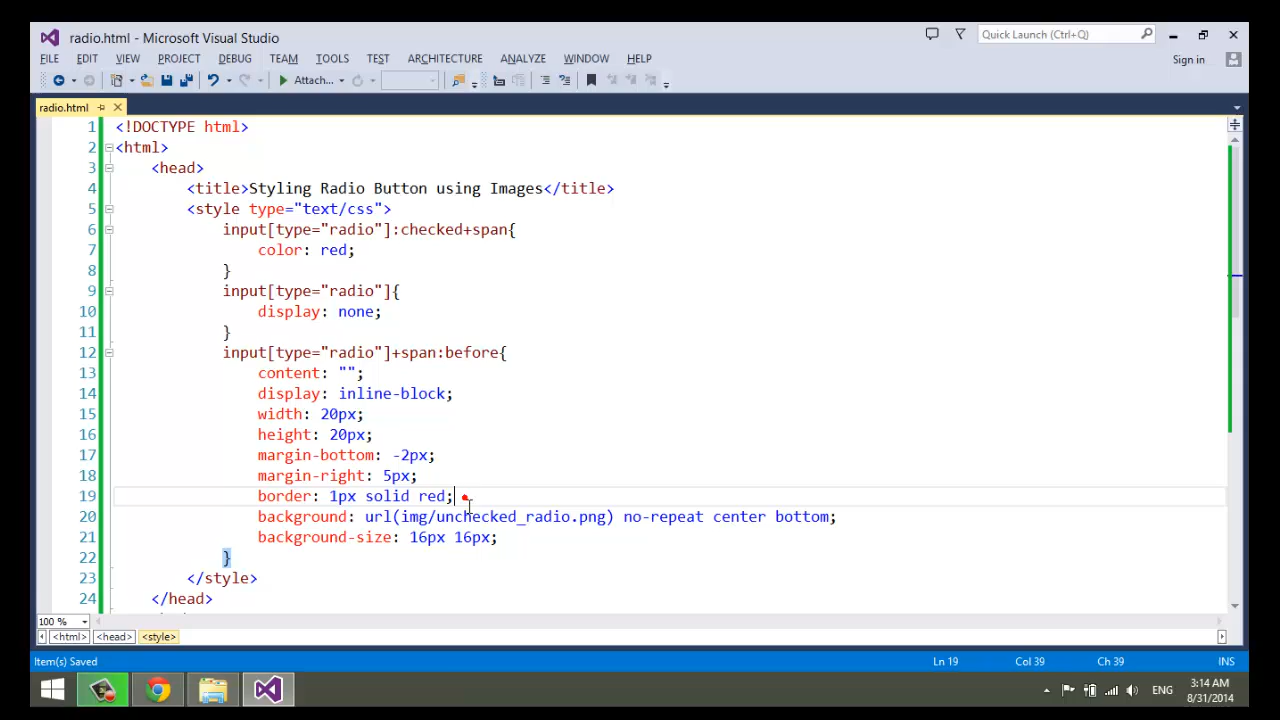 radio.html - Microsoft Visual Studio
Quick Launch (Ctrl+Q)
FILE EDIT VIEW PROJECT DEBUG TEAM TOOLS TEST ARCHITECTURE ANALYZE WINDOW HELP
Sign in
Attach...
radio.html
1 <!DOCTYPE html>
2 <html>
3 <head>
4 <title>Styling Radio Button using Images</title>
5 <style type="text/css">
6 input[type="radio"]:checked+span{
7 color: red;
8 }
9 input[type="radio"]{
10 display: none;
11 }
12 input[type="radio"]+span:before{
13 content: "";
14 display: inline-block;
15 width: 20px;
16 height: 20px;
17 margin-bottom: -2px;
18 margin-right: 5px;
19 border: 1px solid red;
20 background: url(img/unchecked_radio.png) no-repeat center bottom;
21 background-size: 16px 16px;
22 }
23 </style>
24 </head>
100 %
<html> <head> <style>
Item(s) Saved
Ln 19 Col 39 Ch 39 INS
ENG
3:14 AM
8/31/2014